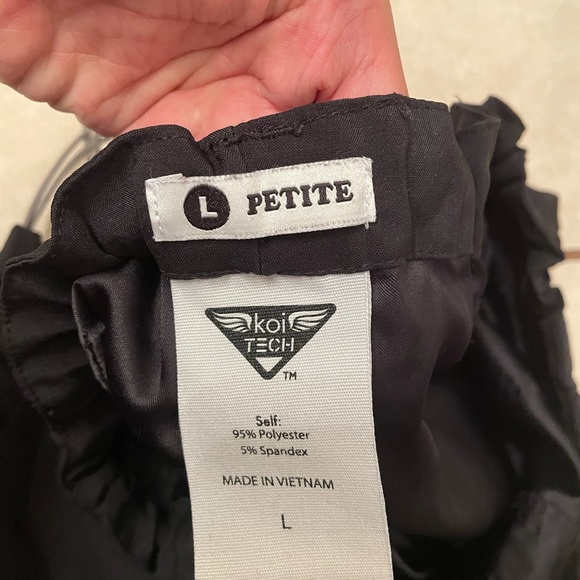 L PETITE
koi
TECH
TM
Self:
95% Polyester
5% Spandex
MADE IN VIETNAM
L